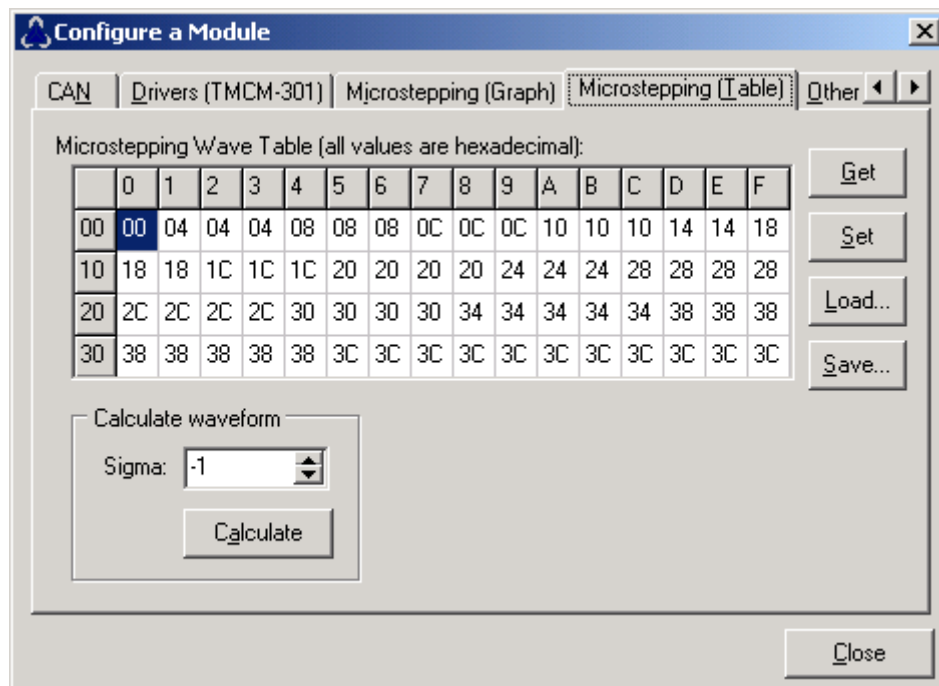 Configure a Module
CAN Drivers (TMCM-301) Microstepping (Graph) Microstepping (Table) Other
Microstepping Wave Table (all values are hexadecimal):
Get
0 1 2 3 4 5 6 7 8 9 A B C D E F
00 00 04 04 04 08 08 08 0C 0C 0C 10 10 10 14 14 18
Set
10 18 18 1C 1C 1C 20 20 20 20 24 24 24 28 28 28 28
20 2C 2C 2C 2C 30 30 30 30 34 34 34 34 34 38 38 38
Load...
30 38 38 38 38 38 3C 3C 3C 3C 3C 3C 3C 3C 3C 3C 3C
Save...
Calculate waveform
Sigma: -1
Calculate
Close